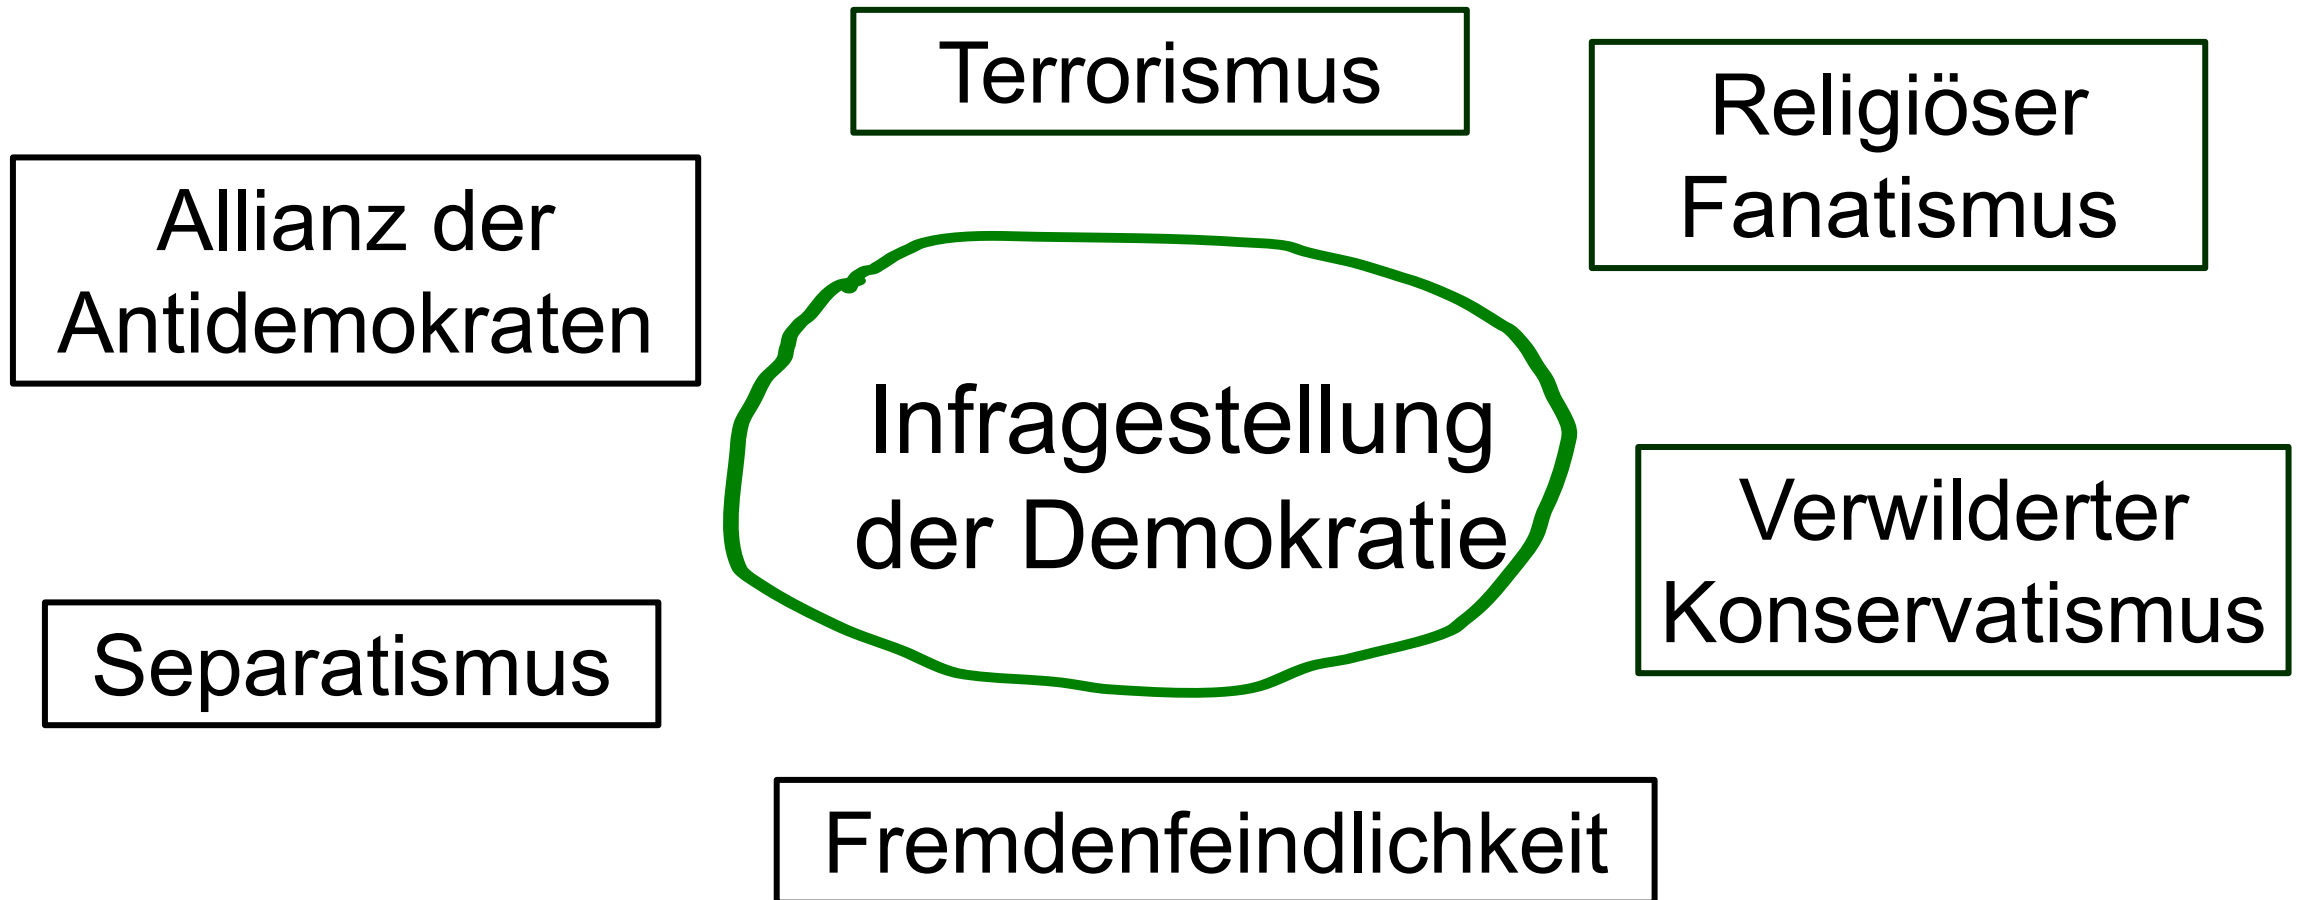 Terrorismus
Religiöser
Fanatismus
Allianz der
Antidemokraten
Infragestellung
der Demokratie
Verwilderter
Konservatismus
Separatismus
Fremdenfeindlichkeit